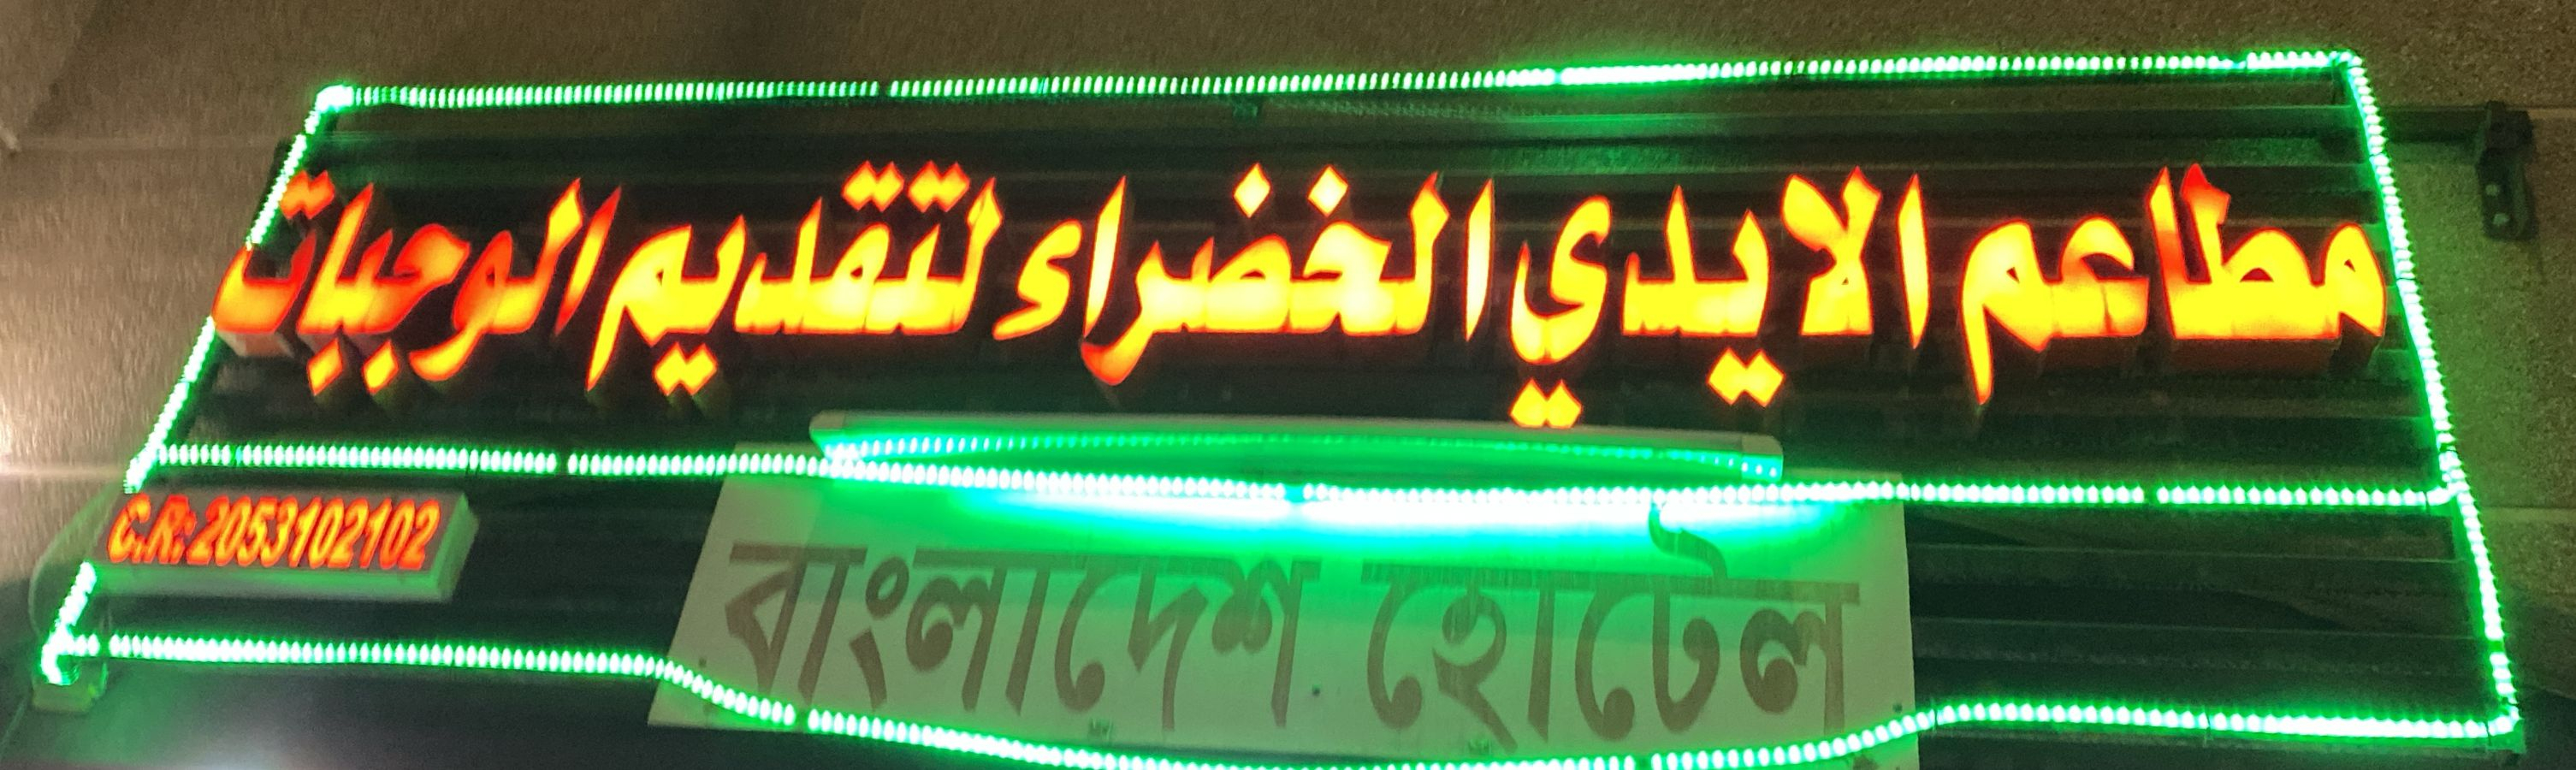 مطاعم الايدي الخضراء لتقديم الوجبات
C.R: 2053102102
বাংলাদেশ হোটেল